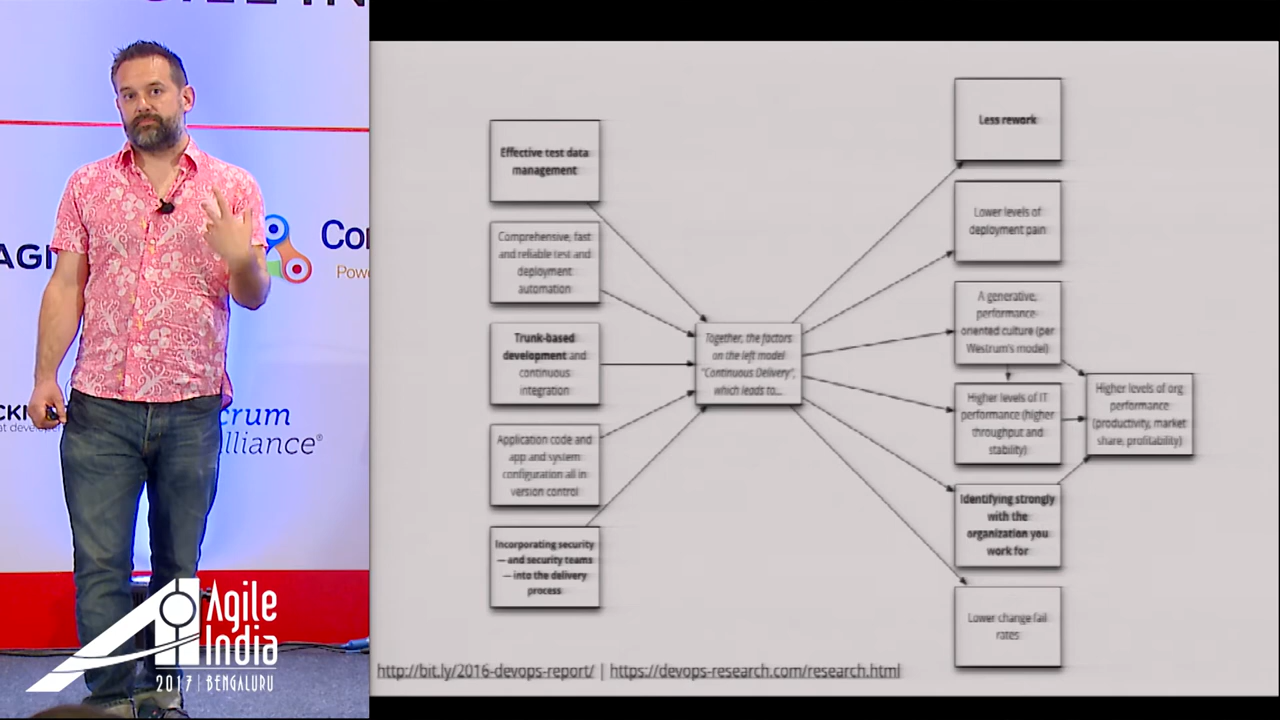 AGI
Co
Pow
crum
lliance®
Agile
India
2017 | BENGALURU
Effective test data
management
Comprehensive, fast
and reliable test and
deployment
automation
Trunk-based
development and
continuous
integration
Application code and
app and system
configuration all in
version control
Incorporating security
— and security teams
— into the delivery
process
Together, the factors
on the left model
"Continuous Delivery",
which leads to...
Less rework
Lower levels of
deployment pain
A generative,
performance-
oriented culture (per
Westrum's model)
Higher levels of IT
performance (higher
throughput and
stability)
Identifying strongly
with the
organization you
work for
Lower change fail
rates
Higher levels of org
performance
(productivity, market
share, profitability)
http://bit.ly/2016-devops-report/ | https://devops-research.com/research.html